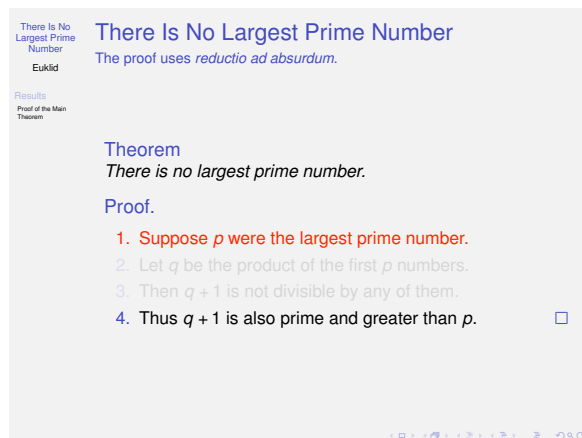 There Is No
Largest Prime
Number
Euklid
Results
Proof of the Main
Theorem
There Is No Largest Prime Number
The proof uses reductio ad absurdum.
Theorem
There is no largest prime number.
Proof.
1. Suppose p were the largest prime number.
2. Let q be the product of the first p numbers.
3. Then q + 1 is not divisible by any of them.
4. Thus q + 1 is also prime and greater than p. □